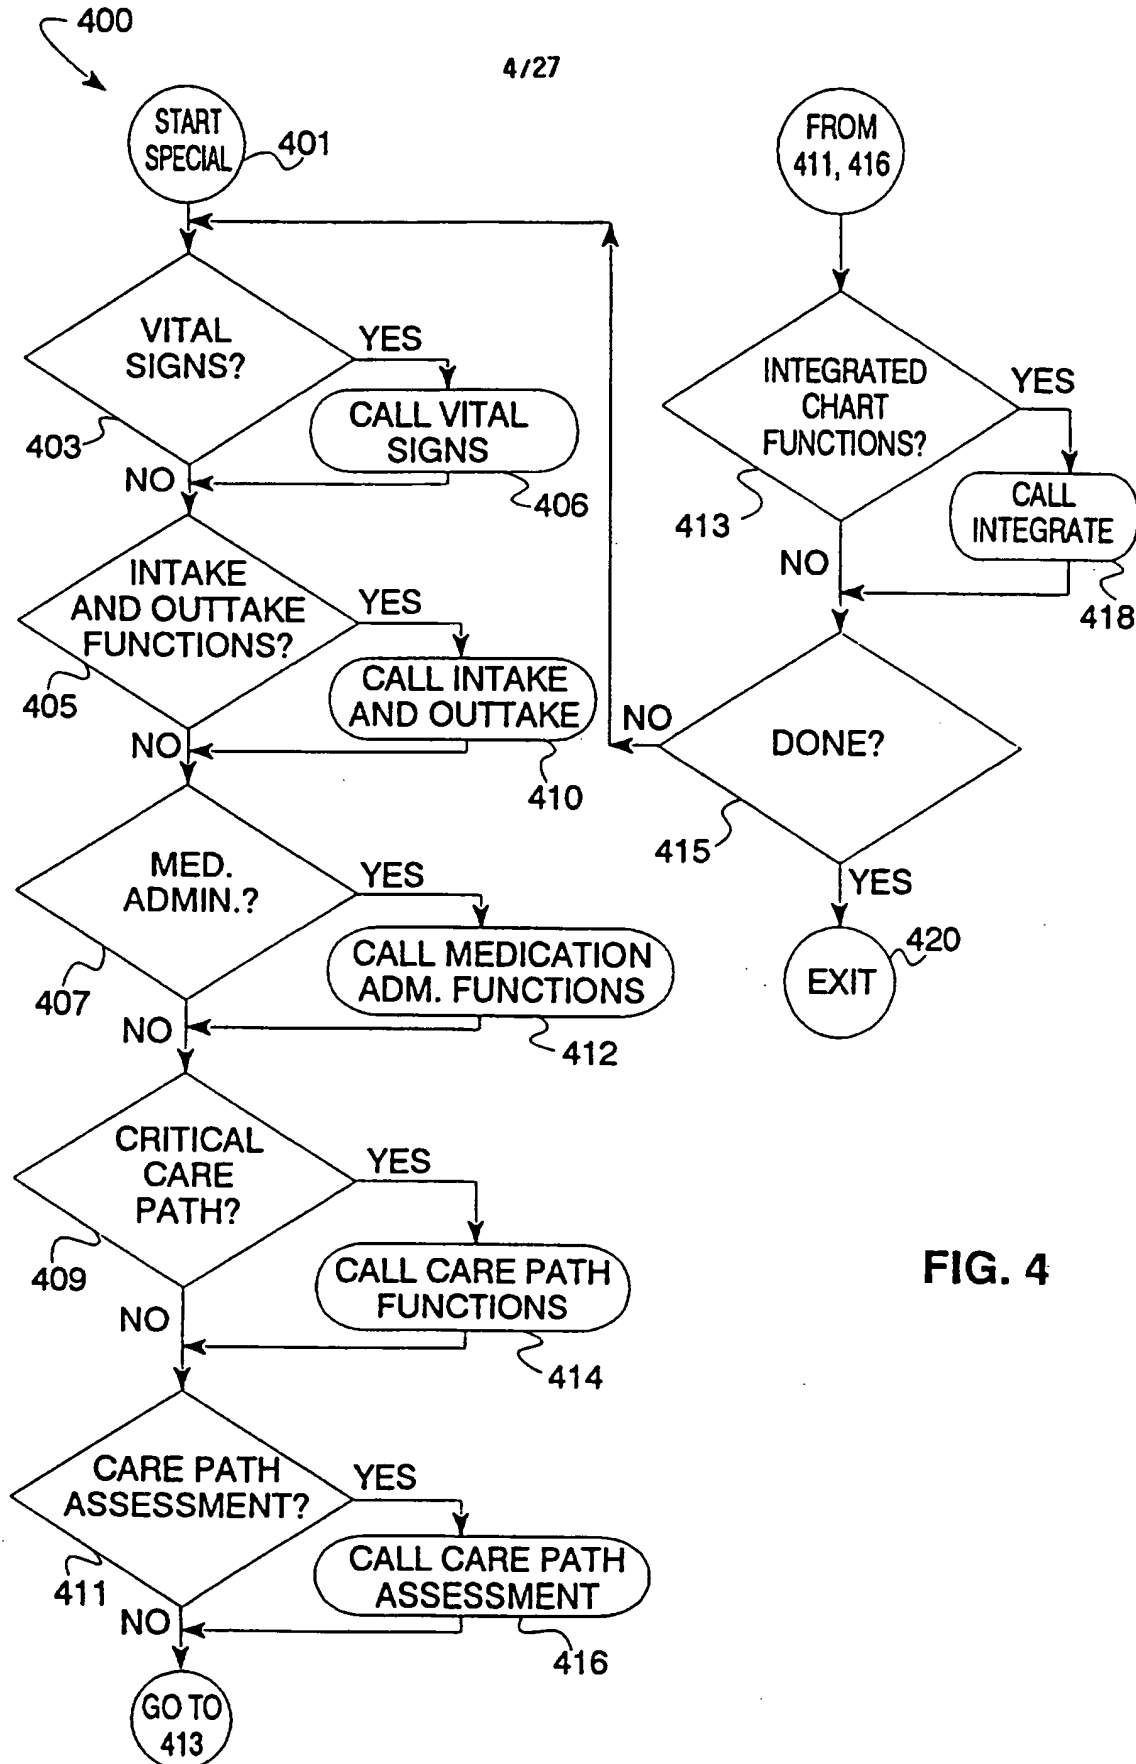 400
4/27
START
SPECIAL
401
VITAL
SIGNS?
YES
403
CALL VITAL
SIGNS
NO
406
INTAKE
AND OUTTAKE
FUNCTIONS?
YES
405
CALL INTAKE
AND OUTTAKE
NO
410
MED.
ADMIN.?
YES
407
CALL MEDICATION
ADM. FUNCTIONS
NO
412
CRITICAL
CARE
PATH?
YES
409
CALL CARE PATH
FUNCTIONS
NO
414
CARE PATH
ASSESSMENT?
YES
411
CALL CARE PATH
ASSESSMENT
NO
416
GO TO
413
FROM
411, 416
INTEGRATED
CHART
FUNCTIONS?
YES
413
CALL
INTEGRATE
NO
418
DONE?
NO
415
YES
EXIT
420
FIG. 4